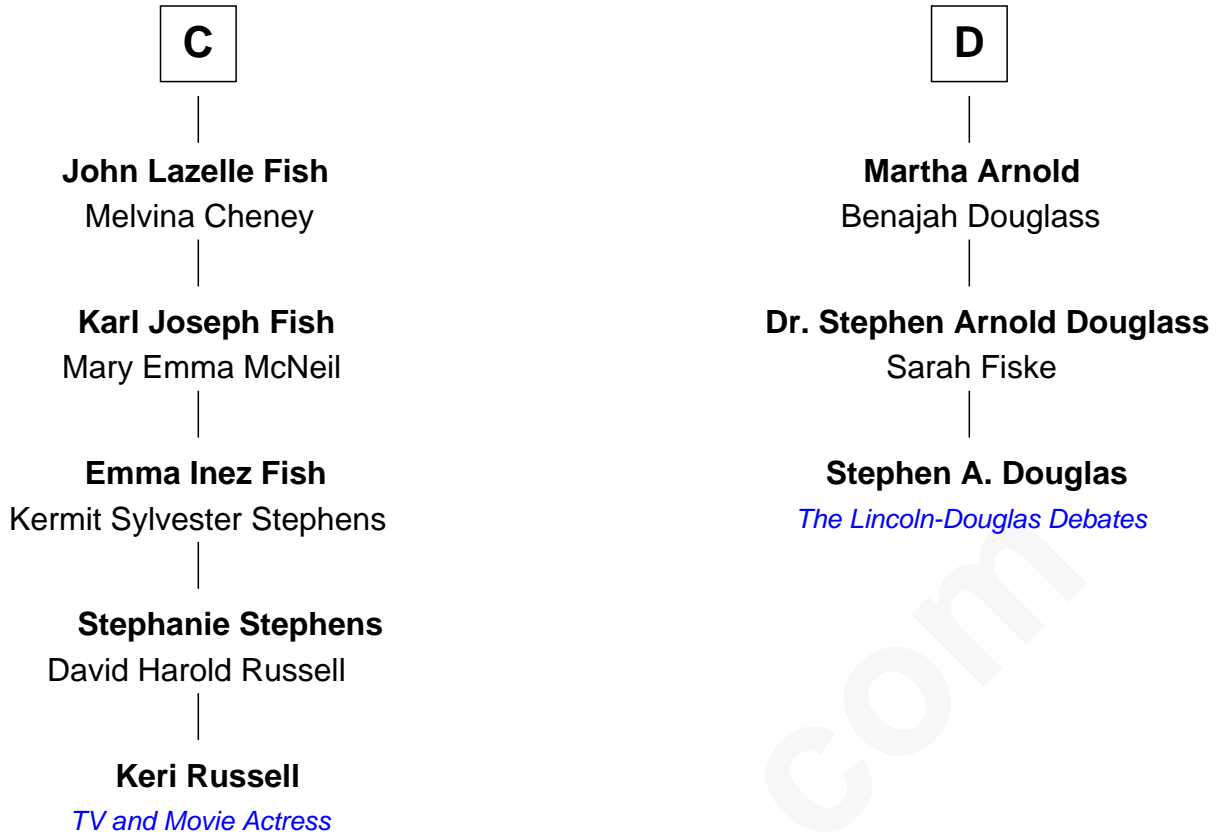 C
John Lazelle Fish
Melvina Cheney
Karl Joseph Fish
Mary Emma McNeil
Emma Inez Fish
Kermit Sylvester Stephens
Stephanie Stephens
David Harold Russell
Keri Russell
TV and Movie Actress
D
Martha Arnold
Benajah Douglass
Dr. Stephen Arnold Douglass
Sarah Fiske
Stephen A. Douglas
The Lincoln-Douglas Debates
com